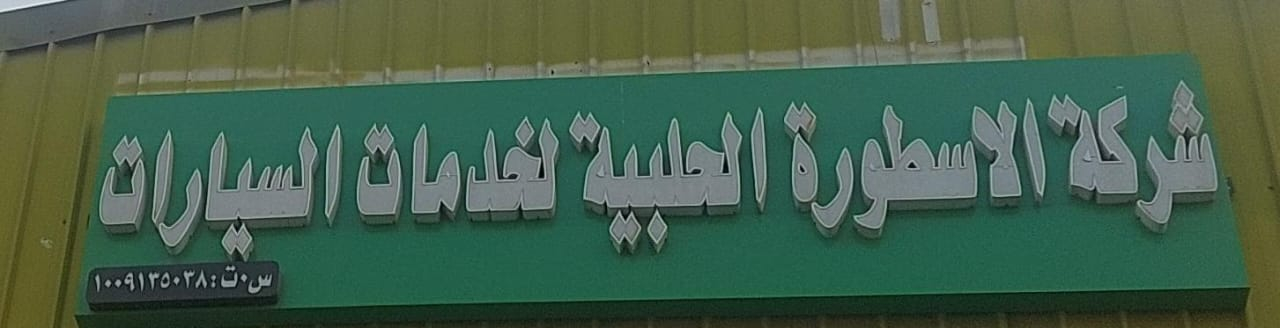 شركة الاسطورة الحلبية لخدمات السيارات
س.ت: ١٠٠٩١٣٥٠٣٨